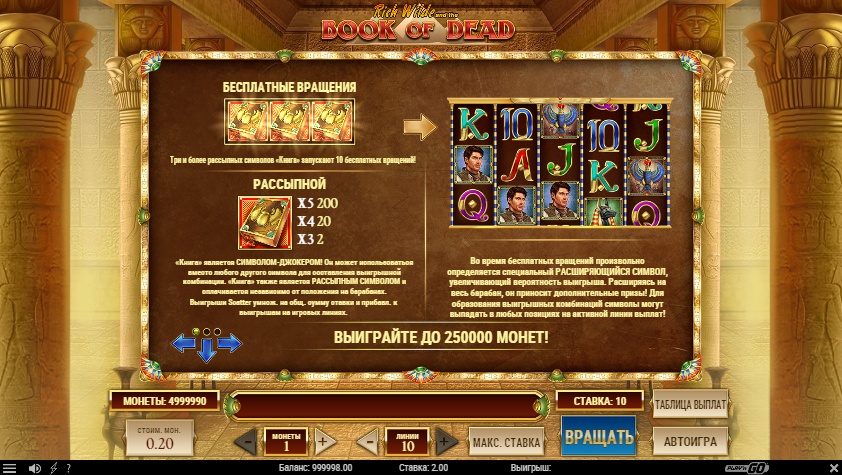 Rich Wilde and the
BOOK OF DEAD
БЕСПЛАТНЫЕ ВРАЩЕНИЯ
Три и более рассыпных символов «Книга» запускают 10 бесплатных вращений!
РАССЫПНОЙ
X5 200
X4 20
X3 2
«Книга» является СИМВОЛОМ-ДЖОКЕРОМ! Он может использоваться
вместо любого другого символа для составления выигрышной
комбинации. «Книга» также является РАССЫПНЫМ СИМВОЛОМ и
оплачивается независимо от положения на барабанах.
Выигрыши Scatter умнож. на общ. сумму ставки и прибавл. к
выигрышам на игровых линиях.
K 10 10 J
A J K
Q Q
Во время бесплатных вращений произвольно
определяется специальный РАСШИРЯЮЩИЙСЯ СИМВОЛ,
увеличивающий вероятность выигрыша. Расширяясь на
весь барабан, он приносит дополнительные призы! Для
образования выигрышных комбинаций символы могут
выпадать в любых позициях на активной линии выплат!
ВЫИГРАЙТЕ ДО 250000 МОНЕТ!
МОНЕТЫ: 4999990
СТАВКА: 10
ТАБЛИЦА ВЫПЛАТ
СТОИМ. МОН.
0.20
МОНЕТЫ
1
ЛИНИИ
10
МАКС. СТАВКА
ВРАЩАТЬ
АВТОИГРА
? Баланс: 999998.00 Ставка: 2.00 Выигрыш:
PLAY'N GO